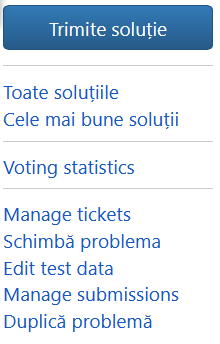 Trimite soluție
Toate soluțiile
Cele mai bune soluții
Voting statistics
Manage tickets
Schimbă problema
Edit test data
Manage submissions
Duplică problemă